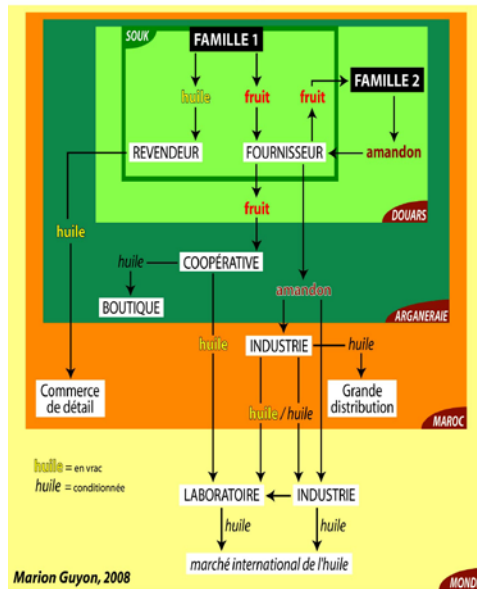 SOUK
FAMILLE 1
FAMILLE 2
huile
fruit
fruit
REVENDEUR
FOURNISSEUR
amandon
fruit
DOUARS
huile
huile
COOPÉRATIVE
BOUTIQUE
amandon
ARGANERAIE
huile
INDUSTRIE
huile
Commerce
de détail
Grande
distribution
huile / huile
MAROC
huile = en vrac
huile = conditionnée
LABORATOIRE
INDUSTRIE
huile
huile
marché international de l'huile
Marion Guyon, 2008